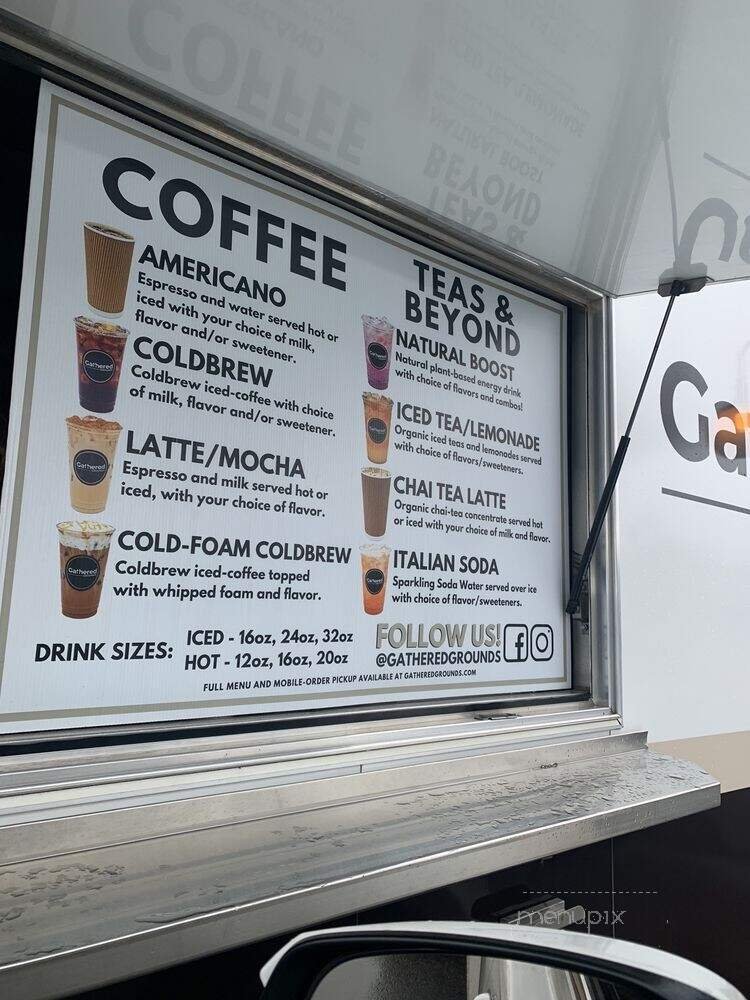 COFFEE
AMERICANO
Espresso and water served hot or
iced with your choice of milk,
flavor and/or sweetener.
COLDBREW
Coldbrew iced-coffee with choice
of milk, flavor and/or sweetener.
Gathered
LATTE/MOCHA
Espresso and milk served hot or
iced, with your choice of flavor.
Gathered
COLD-FOAM COLDBREW
Coldbrew iced-coffee topped
with whipped foam and flavor.
Gathered
TEAS &
BEYOND
NATURAL BOOST
Natural plant-based energy drink
with choice of flavors and combos!
Gathered
ICED TEA/LEMONADE
Organic iced teas and lemonades served
with choice of flavors/sweeteners.
Gathered
CHAI TEA LATTE
Organic chai-tea concentrate served hot
or iced with your choice of milk and flavor.
ITALIAN SODA
Sparkling Soda Water served over ice
with choice of flavor/sweeteners.
Gathered
DRINK SIZES:
ICED - 16oz, 24oz, 32oz
HOT - 12oz, 16oz, 20oz
FOLLOW US!
@GATHEREDGROUNDS
FULL MENU AND MOBILE-ORDER PICKUP AVAILABLE AT GATHEREDGROUNDS.COM
Ga
menupix